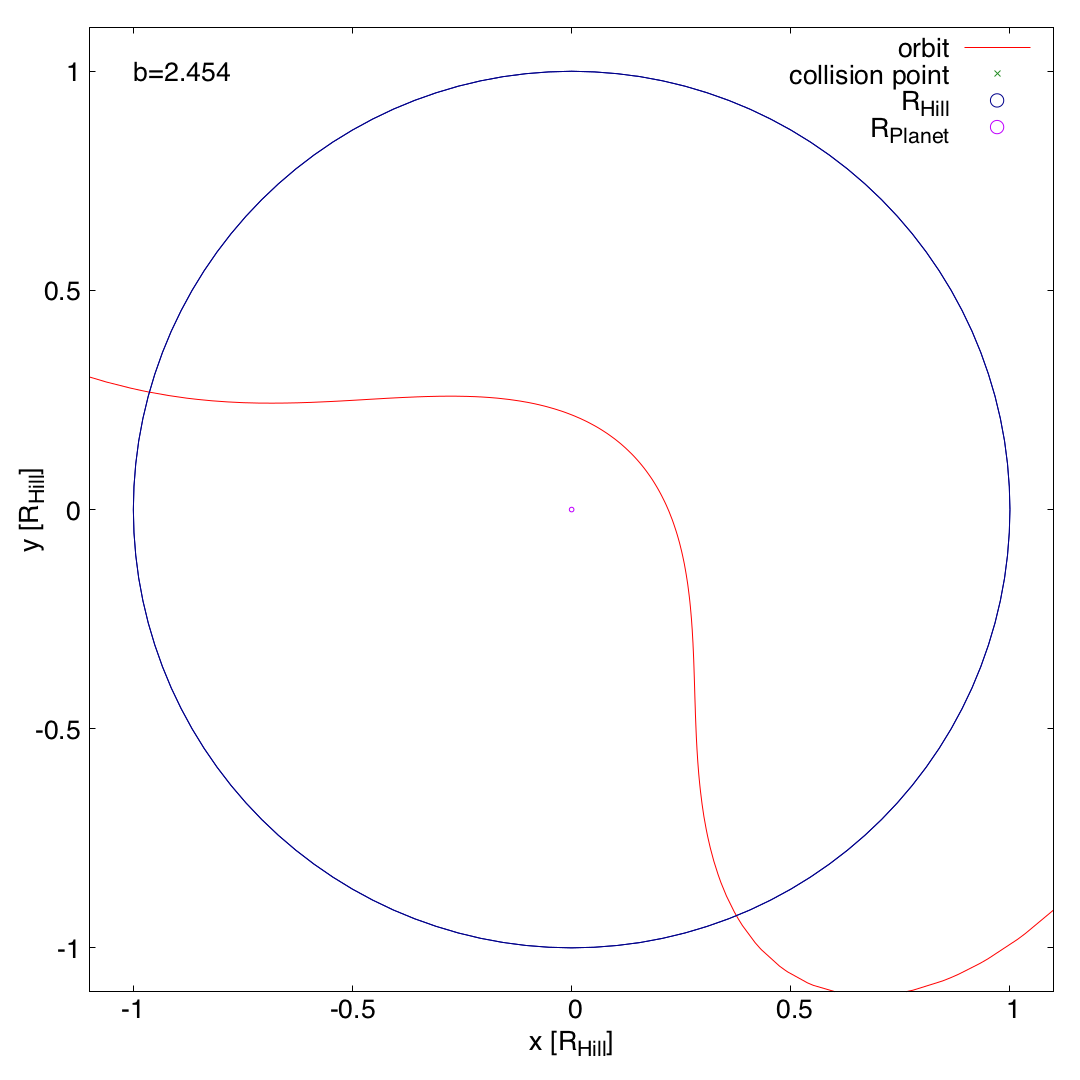 b=2.454
orbit
collision point
R_Hill
R_Planet
1
0.5
0
-0.5
-1
y [R_Hill]
-1
-0.5
0
0.5
1
x [R_Hill]